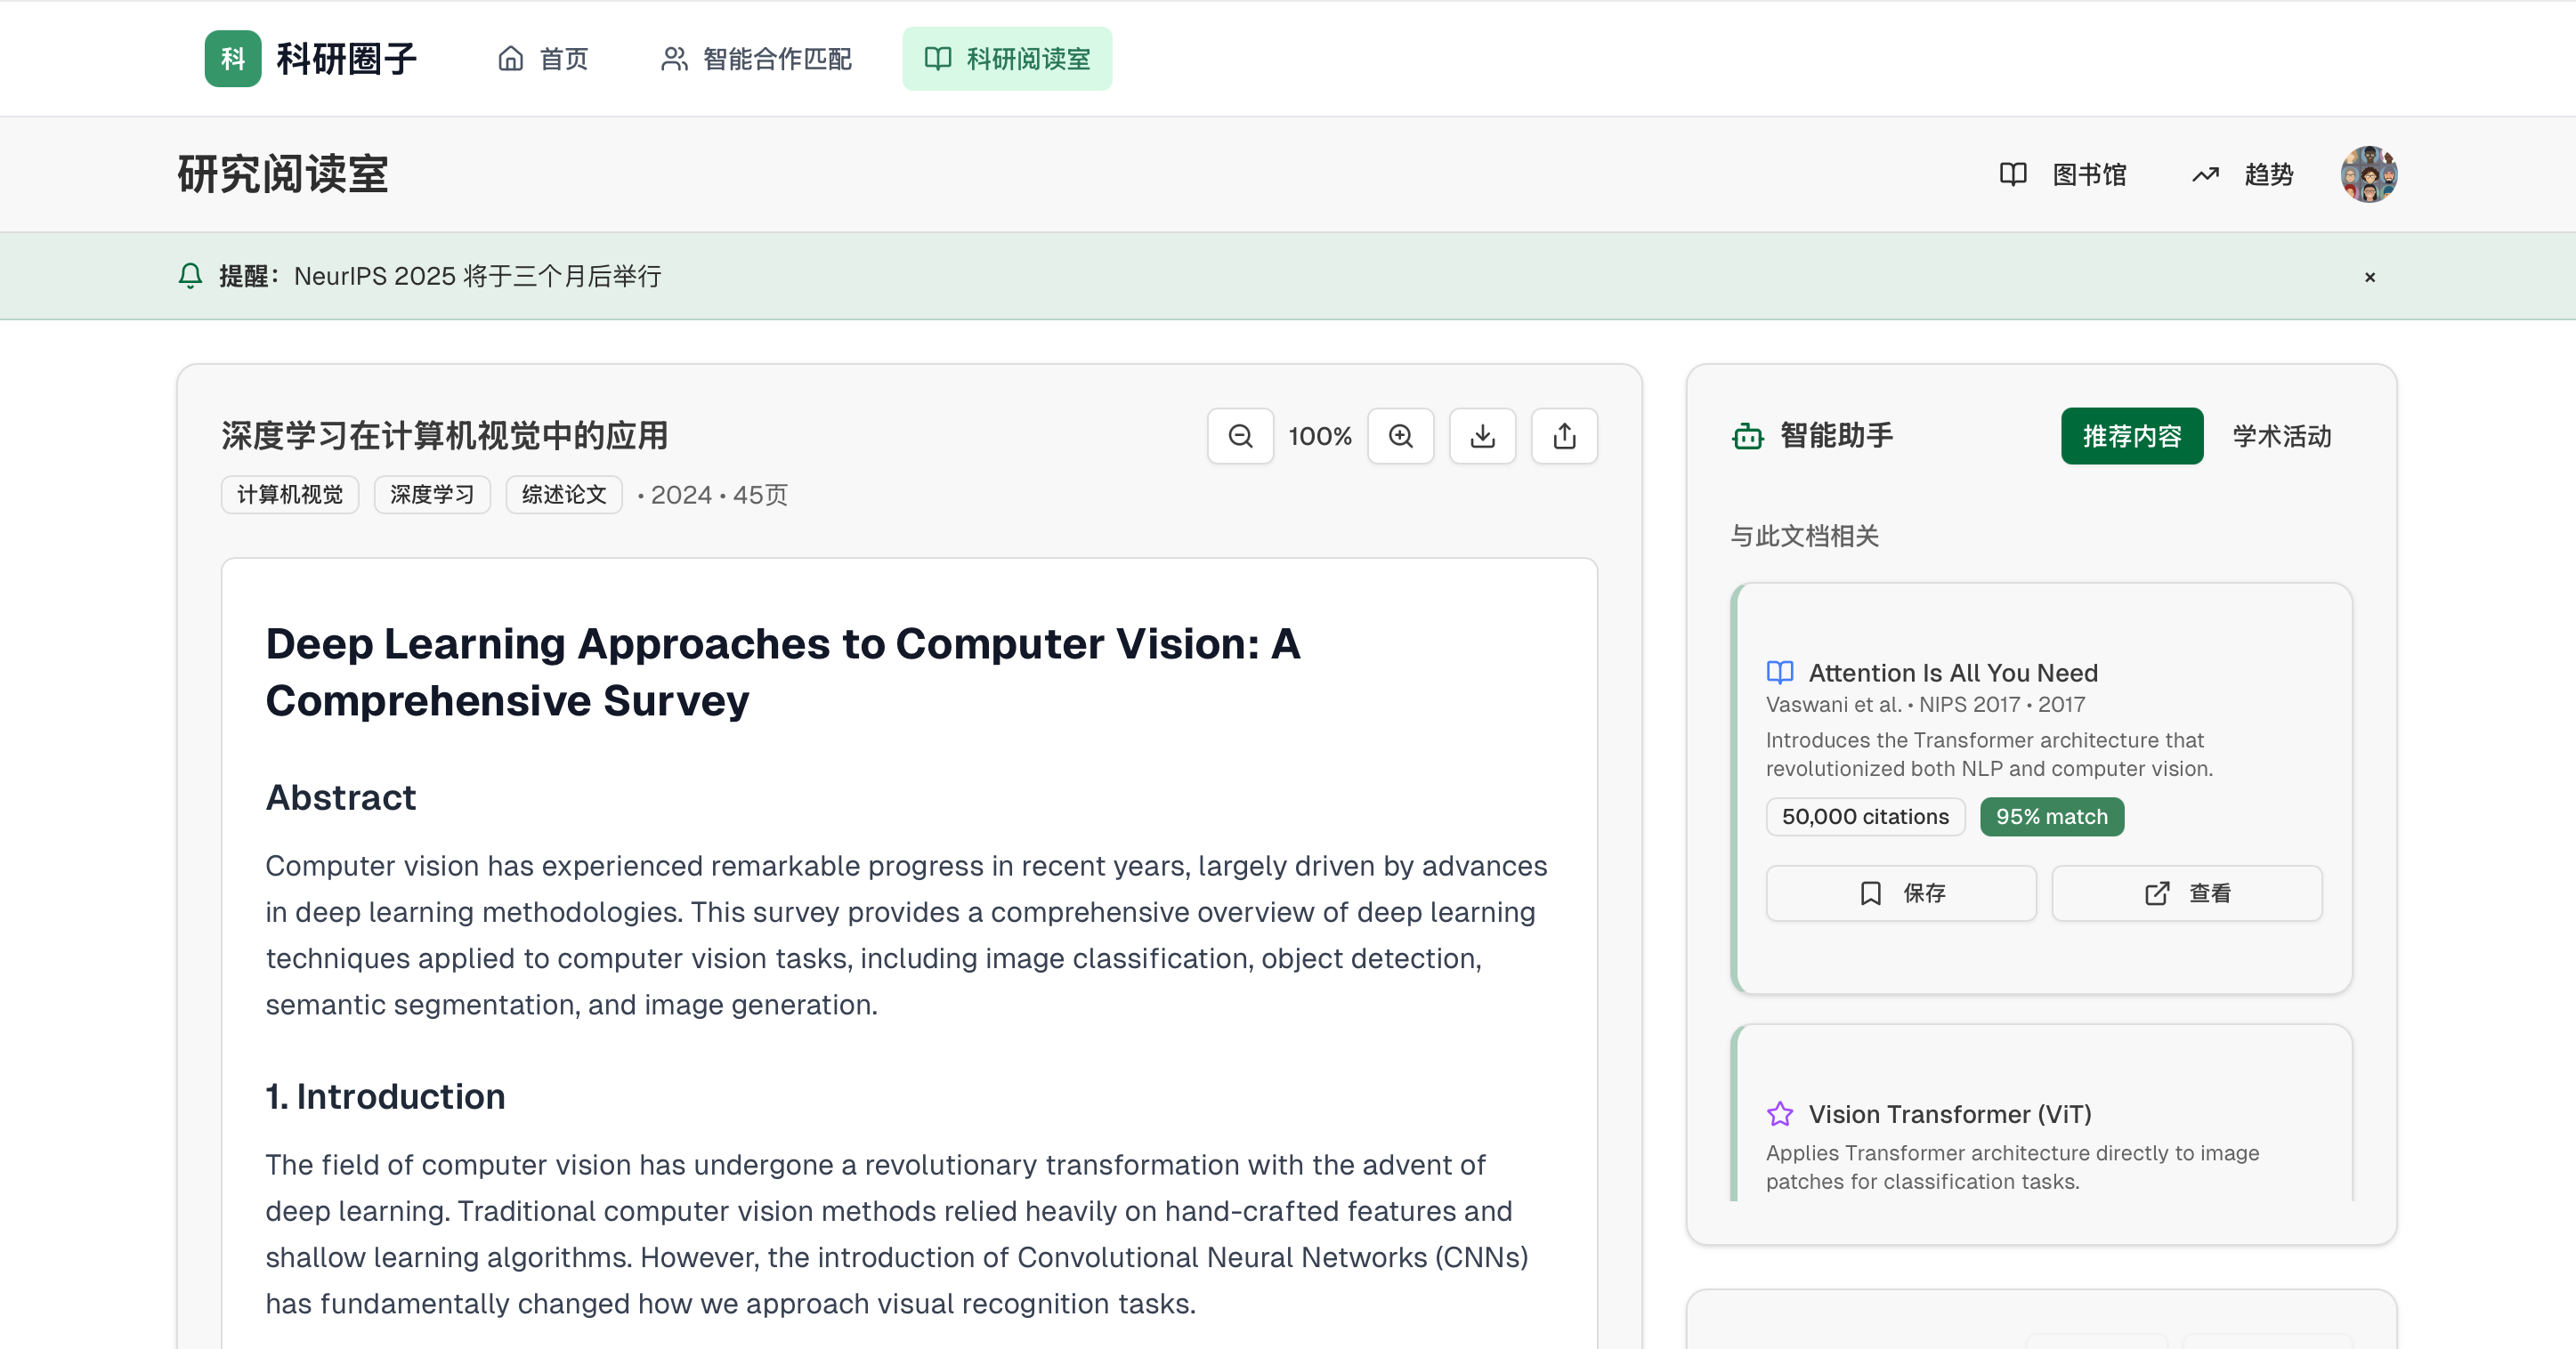 科 科研圈子 首页 智能合作匹配 科研阅读室
研究阅读室 图书馆 趋势
提醒： NeurIPS 2025 将于三个月后举行 ×
深度学习在计算机视觉中的应用 100%
计算机视觉 深度学习 综述论文 • 2024 • 45页
Deep Learning Approaches to Computer Vision: A
Comprehensive Survey
Abstract
Computer vision has experienced remarkable progress in recent years, largely driven by advances
in deep learning methodologies. This survey provides a comprehensive overview of deep learning
techniques applied to computer vision tasks, including image classification, object detection,
semantic segmentation, and image generation.
1. Introduction
The field of computer vision has undergone a revolutionary transformation with the advent of
deep learning. Traditional computer vision methods relied heavily on hand-crafted features and
shallow learning algorithms. However, the introduction of Convolutional Neural Networks (CNNs)
has fundamentally changed how we approach visual recognition tasks.
智能助手 推荐内容 学术活动
与此文档相关
Attention Is All You Need
Vaswani et al. • NIPS 2017 • 2017
Introduces the Transformer architecture that
revolutionized both NLP and computer vision.
50,000 citations 95% match
保存 查看
Vision Transformer (ViT)
Applies Transformer architecture directly to image
patches for classification tasks.